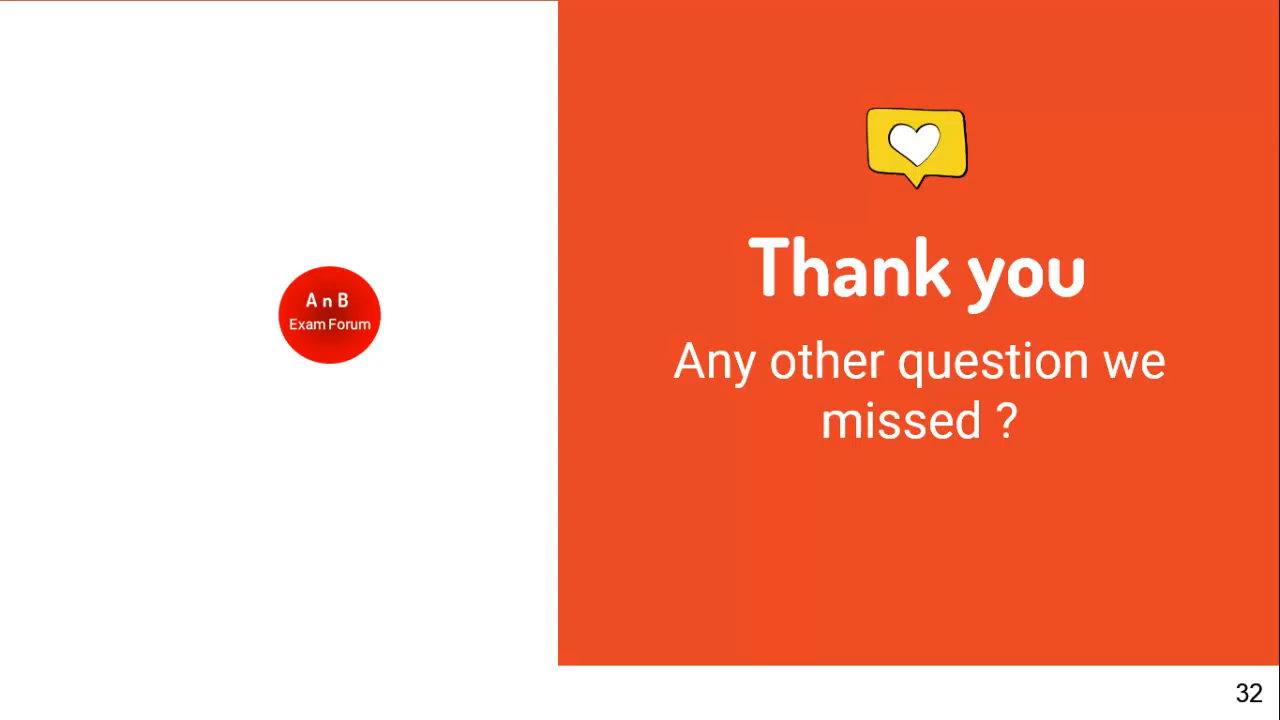 A n B
Exam Forum
Thank you
Any other question we
missed ?
32